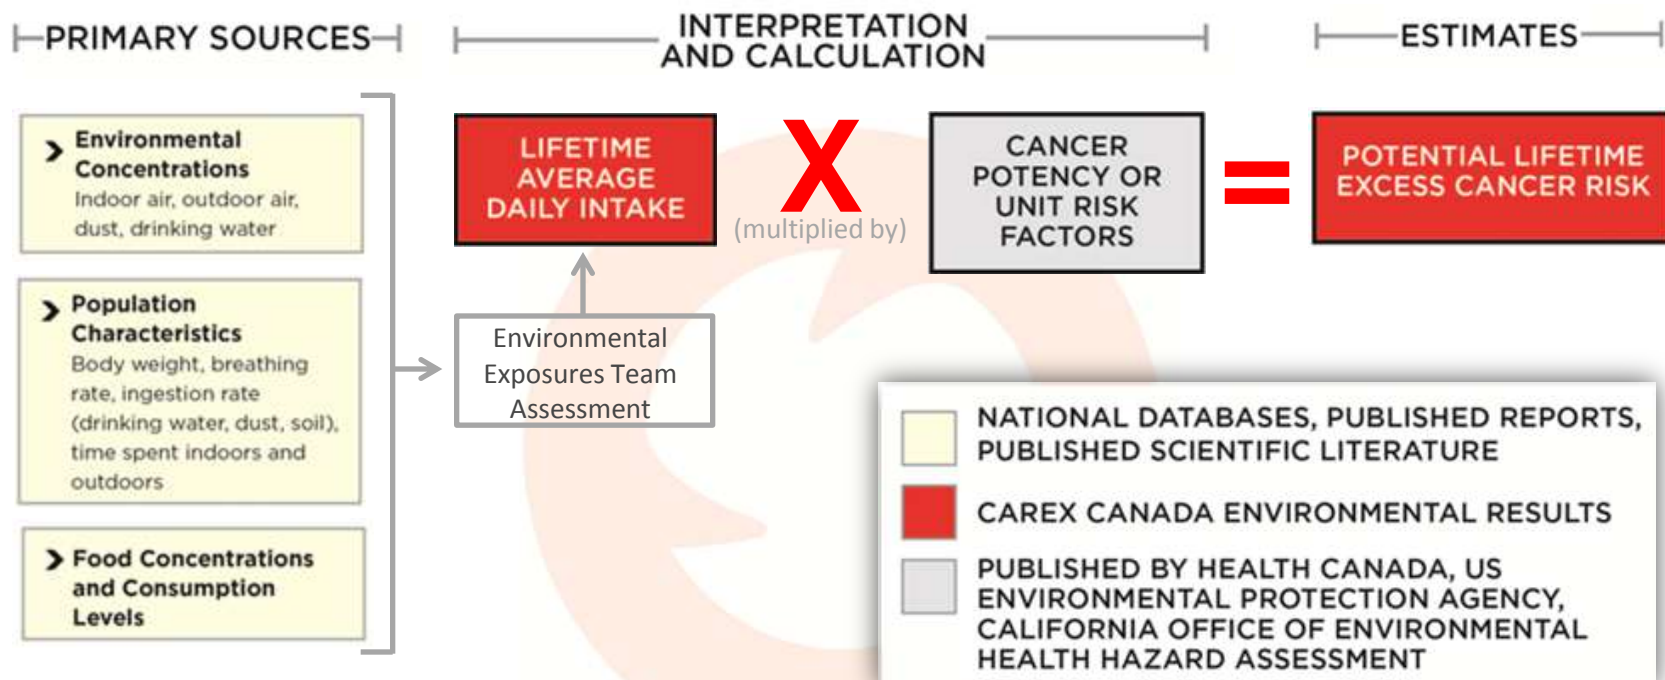 PRIMARY SOURCES
INTERPRETATION
AND CALCULATION
ESTIMATES
Environmental
Concentrations
Indoor air, outdoor air,
dust, drinking water
Population
Characteristics
Body weight, breathing
rate, ingestion rate
(drinking water, dust, soil),
time spent indoors and
outdoors
Food Concentrations
and Consumption
Levels
LIFETIME
AVERAGE
DAILY INTAKE
X
(multiplied by)
CANCER
POTENCY OR
UNIT RISK
FACTORS
=
POTENTIAL LIFETIME
EXCESS CANCER RISK
Environmental
Exposures Team
Assessment
NATIONAL DATABASES, PUBLISHED REPORTS,
PUBLISHED SCIENTIFIC LITERATURE
CAREX CANADA ENVIRONMENTAL RESULTS
PUBLISHED BY HEALTH CANADA, US
ENVIRONMENTAL PROTECTION AGENCY,
CALIFORNIA OFFICE OF ENVIRONMENTAL
HEALTH HAZARD ASSESSMENT